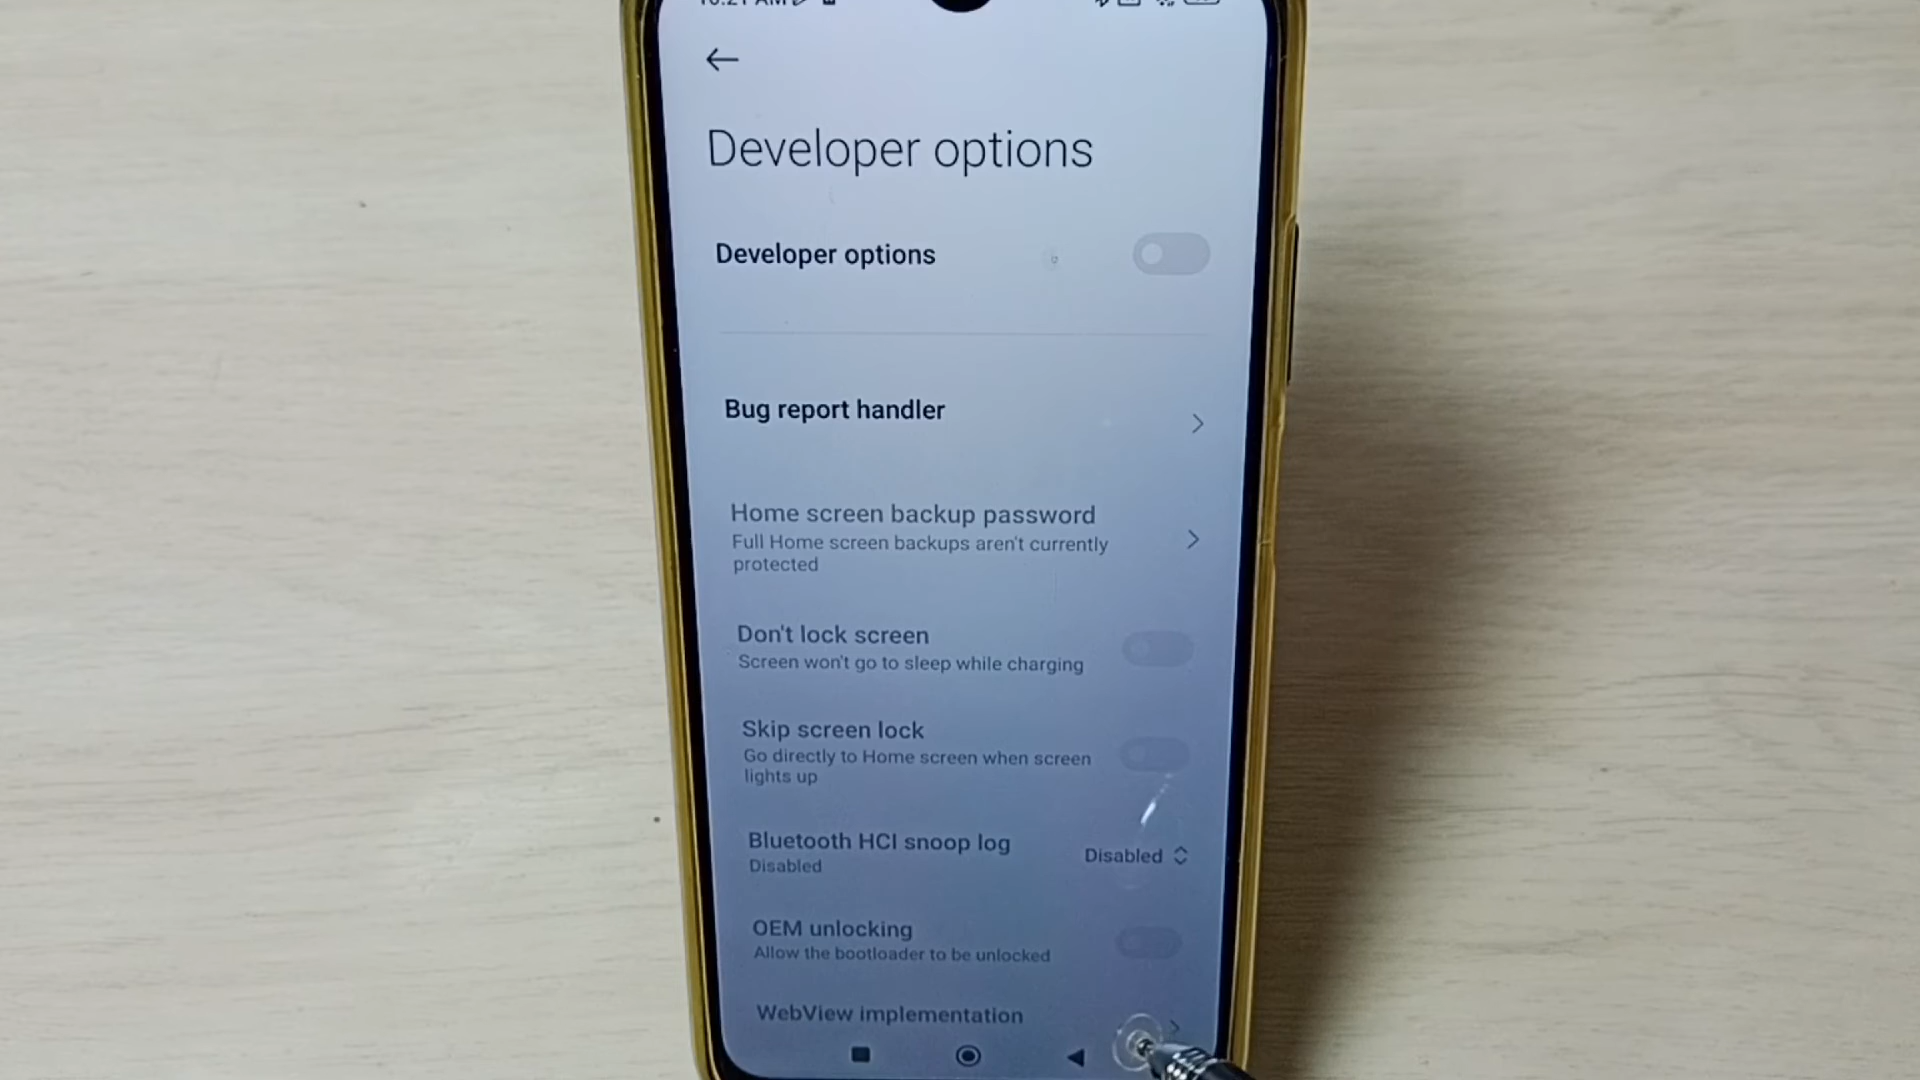 Developer options
Developer options
Bug report handler
Home screen backup password
Full Home screen backups aren't currently
protected
Don't lock screen
Screen won't go to sleep while charging
Skip screen lock
Go directly to Home screen when screen
lights up
Bluetooth HCI snoop log
Disabled
Disabled
OEM unlocking
Allow the bootloader to be unlocked
WebView implementation